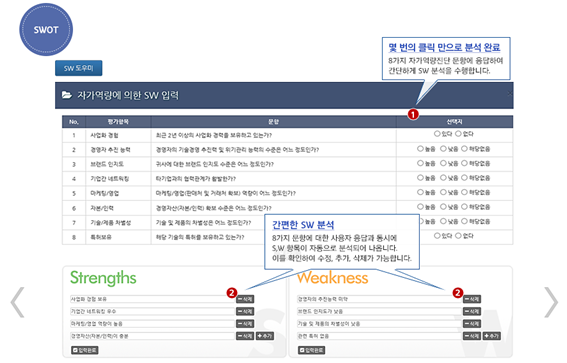 SWOT
몇 번의 클릭 만으로 분석 완료
8가지 자가역량진단 문항에 응답하여
간단하게 SW 분석을 수행합니다.
SW 도우미
자가역량에 의한 SW 입력
1
No. 평가항목 문항 선택지
1 사업화 경험 최근 2년 이상의 사업화 경력을 보유하고 있는가? 있다 없다
2 경영자 추진 능력 경영자의 기술경영 추진력 및 위기관리 능력의 수준은 어느 정도인가? 높음 낮음 해당없음
3 브랜드 인지도 귀사에 대한 브랜드 인지도 수준은 어느 정도인가? 높음 낮음 해당없음
4 기업간 네트워킹 타기업과의 협력관계가 활발한가? 높음 낮음 해당없음
5 마케팅/영업 마케팅/영업(판매처 및 거래처 확보) 역량이 어느 정도인가? 높음 낮음 해당없음
6 자본/인력 경영자산(자본/인력) 확보 수준은 어느 정도인가? 높음 낮음 해당없음
7 기술/제품 차별성 기술 및 제품의 차별성은 어느 정도인가? 높음 낮음 해당없음
8 특허보유 해당 기술의 특허를 보유하고 있는가? 있다 없다
간편한 SW 분석
8가지 문항에 대한 사용자 응답과 동시에
S,W 항목이 자동으로 분석되어 나옵니다.
이를 확인하여 수정, 추가, 삭제가 가능합니다.
Strengths
2
사업화 경험 보유 삭제
기업간 네트워킹 우수 삭제
마케팅/영업 역량이 높음 삭제
경영자산(자본/인력)이 충분 삭제 추가
입력완료
Weakness
2
경영자의 추진능력 미약 삭제
브랜드 인지도가 낮음 삭제
기술 및 제품의 차별성이 낮음 삭제
관련 특허 없음 삭제 추가
입력완료
S
W